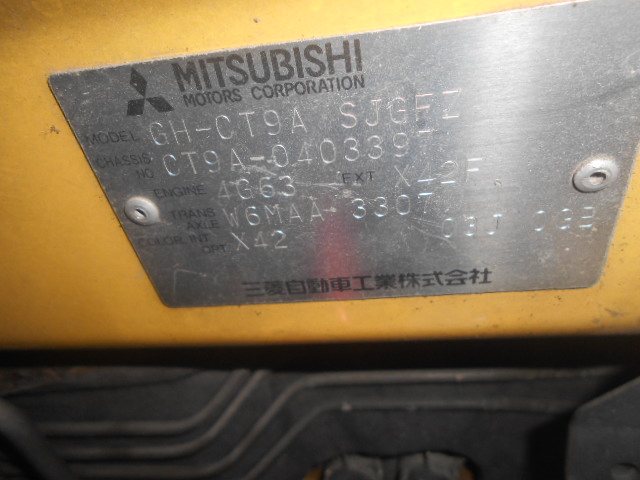 MITSUBISHI
MOTORS CORPORATION
MODEL GH-CT9A SJGFZ
CHASSIS NO CT9A-0403397
ENGINE 4G63 EXT X42F
TRANS AXLE W6MAA 3307
COLOR, INT OPT X42
三菱自動車工業株式会社